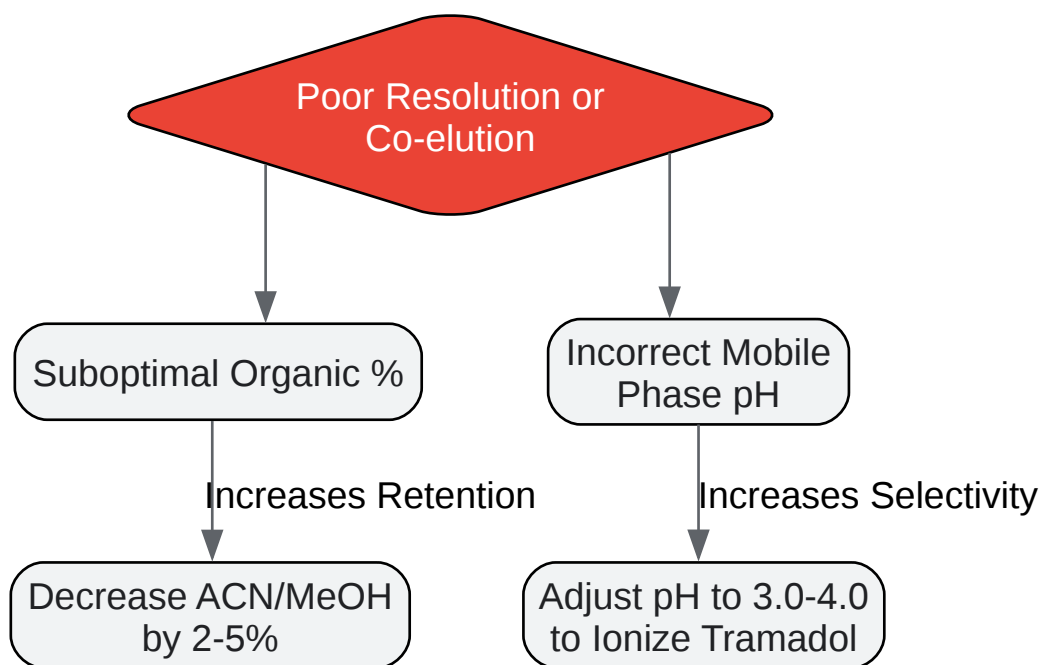 Poor Resolution or
Co-elution
Suboptimal Organic %
Incorrect Mobile
Phase pH
Increases Retention
Increases Selectivity
Decrease ACN/MeOH
by 2-5%
Adjust pH to 3.0-4.0
to Ionize Tramadol